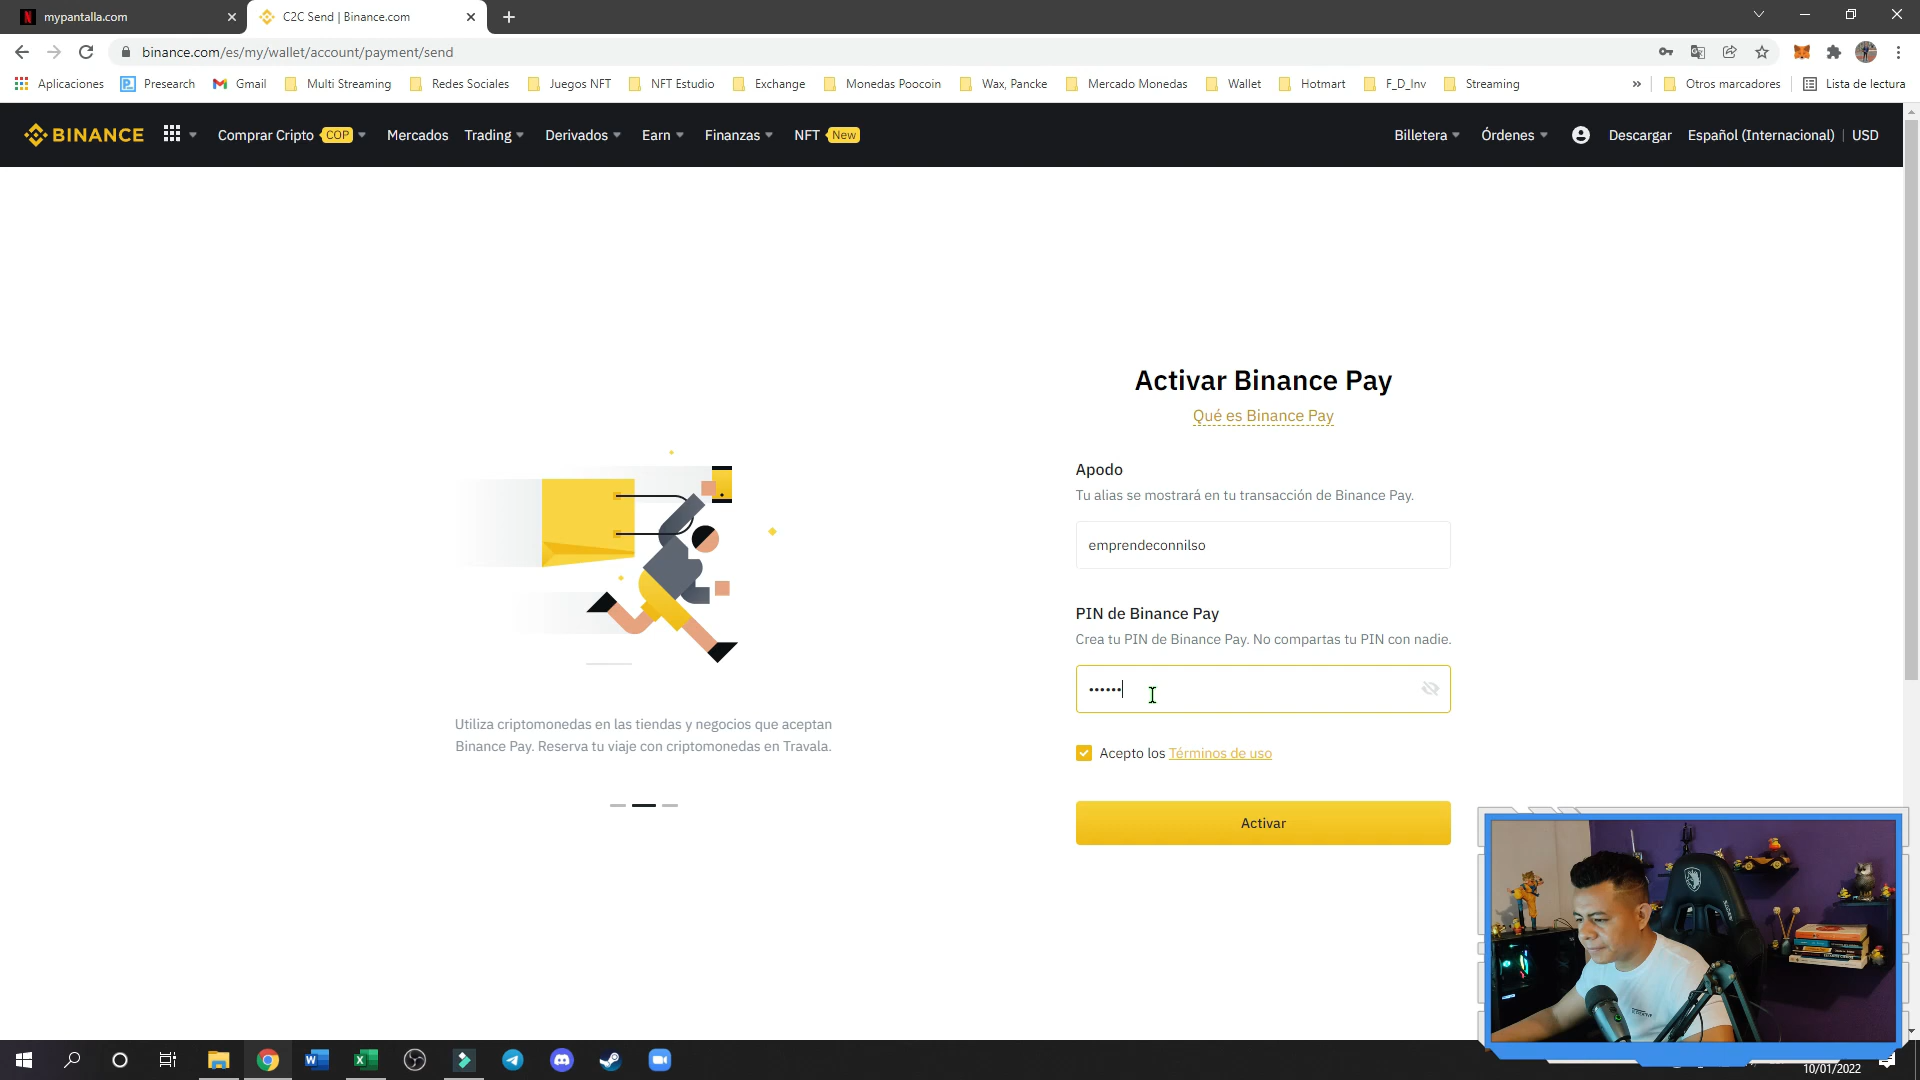 mypantalla.com
C2C Send | Binance.com
binance.com/es/my/wallet/account/payment/send
Aplicaciones Presearch Gmail Multi Streaming Redes Sociales Juegos NFT NFT Estudio Exchange Monedas Poocoin Wax, Pancke Mercado Monedas Wallet Hotmart F_D_Inv Streaming » Otros marcadores Lista de lectura
BINANCE Comprar Cripto COP Mercados Trading Derivados Earn Finanzas NFT New Billetera Órdenes Descargar Español (Internacional) | USD
Activar Binance Pay
Qué es Binance Pay
Apodo
Tu alias se mostrará en tu transacción de Binance Pay.
emprendeconnilso
PIN de Binance Pay
Crea tu PIN de Binance Pay. No compartas tu PIN con nadie.
••••••
Utiliza criptomonedas en las tiendas y negocios que aceptan
Binance Pay. Reserva tu viaje con criptomonedas en Travala.
Acepto los Términos de uso
Activar
10/01/2022